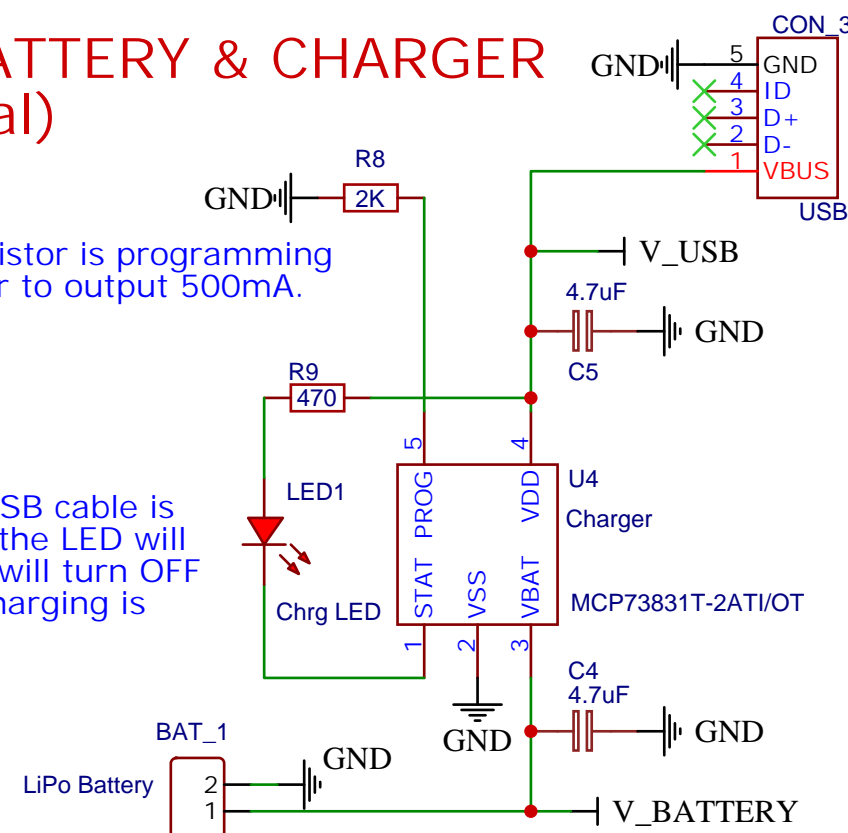 ATTERY & CHARGER
al)
CON_3
GND
5 GND
4 ID
3 D+
2 D-
1 VBUS
USB
R8
GND
2K
istor is programming
r to output 500mA.
V_USB
4.7uF
GND
C5
R9
470
5
4
SB cable is
the LED will
will turn OFF
harging is
LED1
Chrg LED
PROG
VDD
STAT
VSS
VBAT
U4
Charger
MCP73831T-2ATI/OT
1
2
3
GND
C4
4.7uF
GND
BAT_1
GND
LiPo Battery
2
1
V_BATTERY